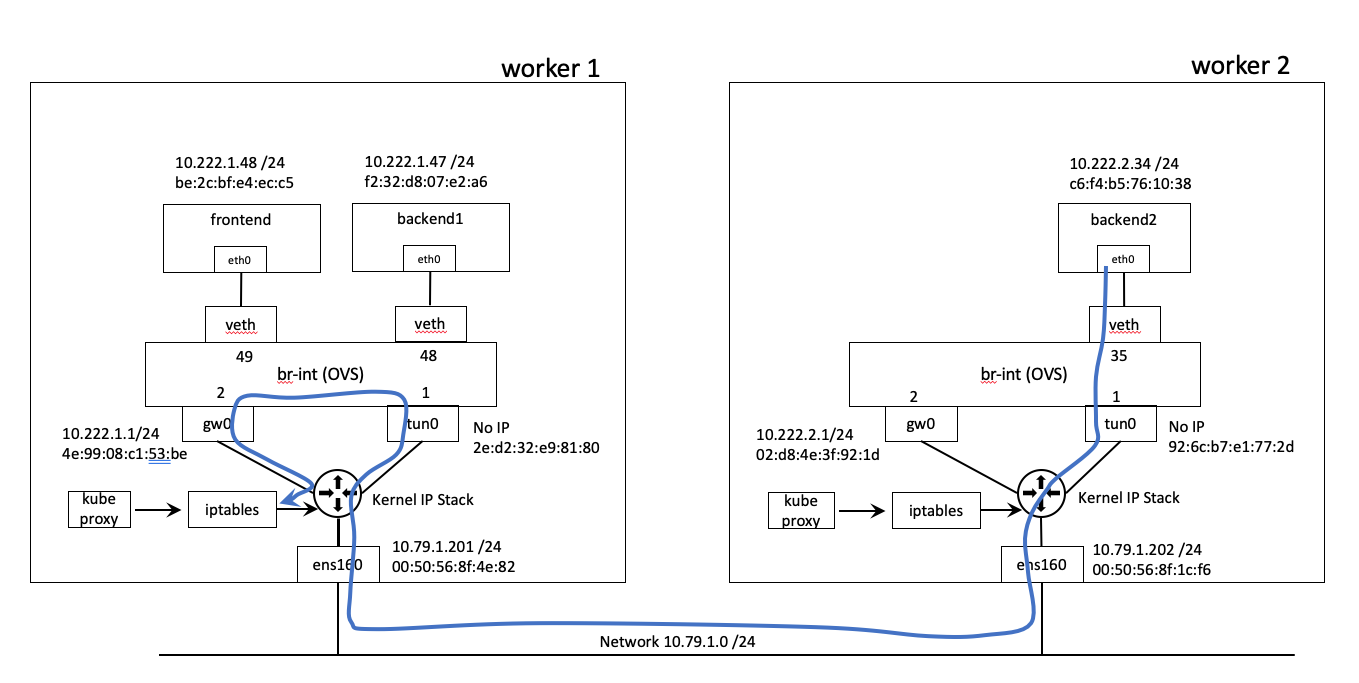 worker 1
10.222.1.48 /24
be:2c:bf:e4:ec:c5
10.222.1.47 /24
f2:32:d8:07:e2:a6
frontend
backend1
eth0
eth0
veth
veth
49
48
br-int (OVS)
2
1
gw0
tun0
10.222.1.1/24
4e:99:08:c1:53:be
No IP
2e:d2:32:e9:81:80
kube
proxy
iptables
Kernel IP Stack
ens160
10.79.1.201 /24
00:50:56:8f:4e:82
worker 2
10.222.2.34 /24
c6:f4:b5:76:10:38
backend2
eth0
veth
35
br-int (OVS)
2
1
gw0
tun0
10.222.2.1/24
02:d8:4e:3f:92:1d
No IP
92:6c:b7:e1:77:2d
kube
proxy
iptables
Kernel IP Stack
ens160
10.79.1.202 /24
00:50:56:8f:1c:f6
Network 10.79.1.0 /24